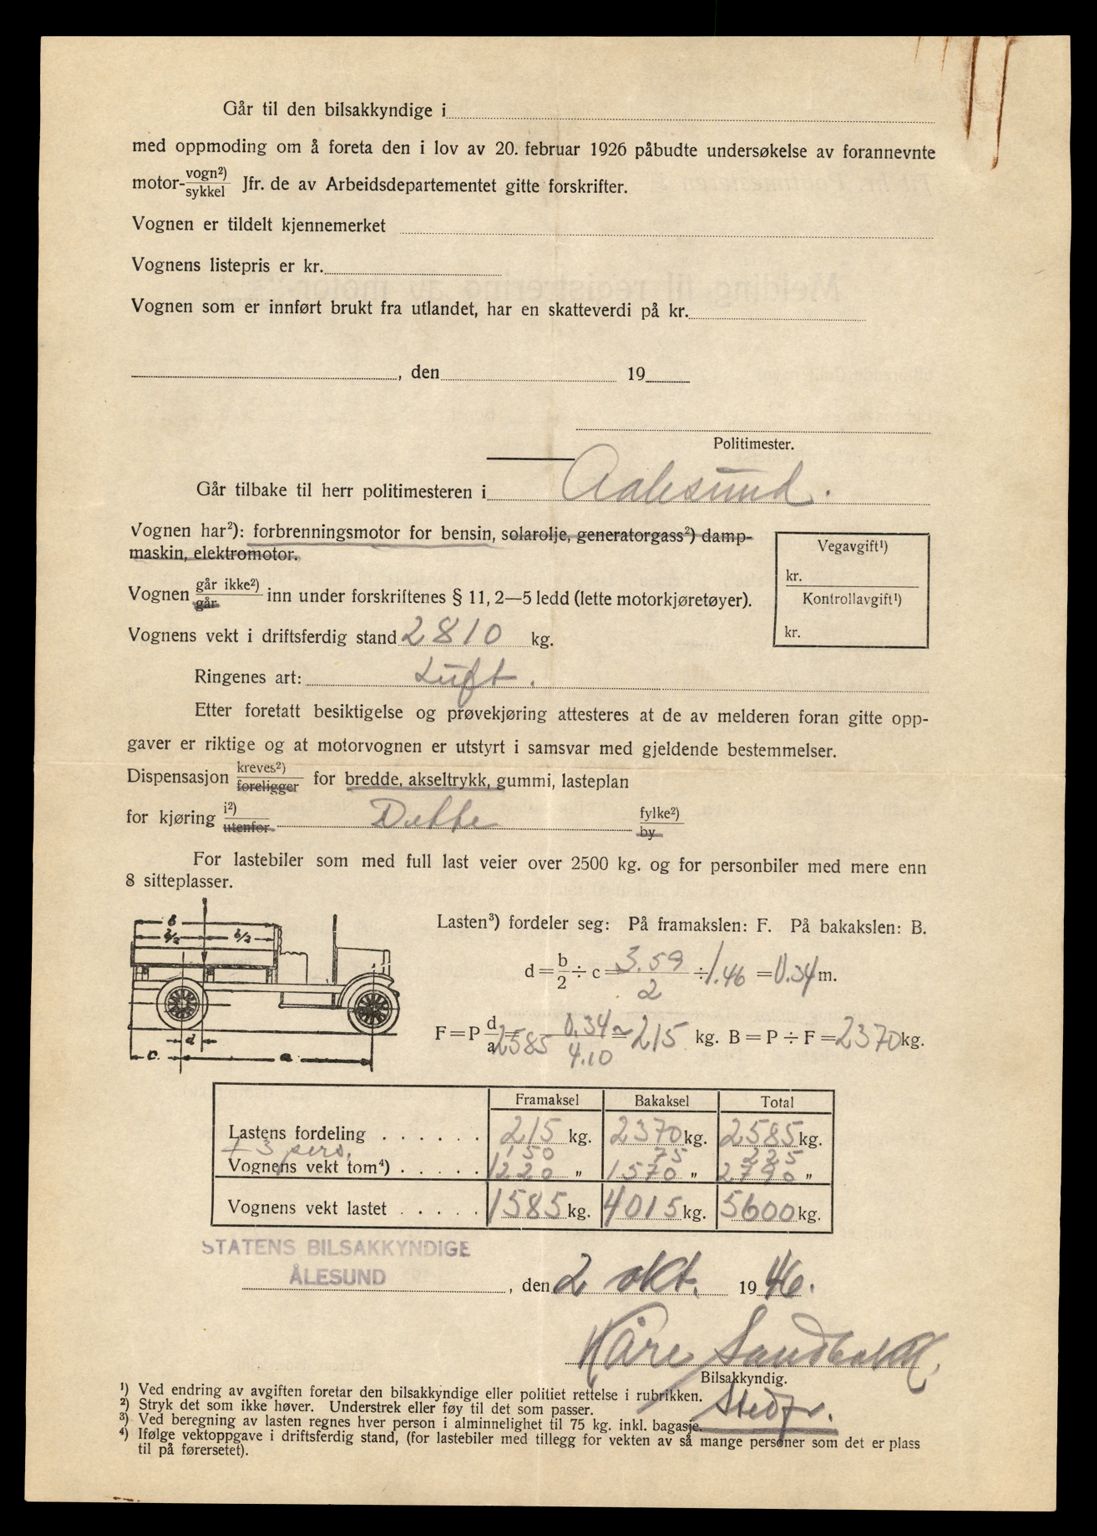 Går til den bilsakkyndige i
med oppmoding om å foreta den i lov av 20. februar 1926 påbudte undersøkelse av forannevnte
motor- vogn²) / sykkel Jfr. de av Arbeidsdepartementet gitte forskrifter.
Vognen er tildelt kjennemerket
Vognens listepris er kr.
Vognen som er innført brukt fra utlandet, har en skatteverdi på kr.
, den 19
Politimester.
Går tilbake til herr politimesteren i Aalesund.
Vognen har²): forbrenningsmotor for bensin, solarolje, generatorgass²) damp-
maskin, elektromotor.
Vegavgift¹)
kr.
Kontrollavgift¹)
kr.
Vognen går ikke²) / går inn under forskriftenes § 11, 2—5 ledd (lette motorkjøretøyer).
Vognens vekt i driftsferdig stand 2810 kg.
Ringenes art: Luft.
Etter foretatt besiktigelse og prøvekjøring attesteres at de av melderen foran gitte opp-
gaver er riktige og at motorvognen er utstyrt i samsvar med gjeldende bestemmelser.
Dispensasjon kreves²) / foreligger for bredde, akseltrykk, gummi, lasteplan
for kjøring i²) / utenfor Dette fylke²) / by
For lastebiler som med full last veier over 2500 kg. og for personbiler med mere enn
8 sitteplasser.
b
b/2 b/2
d
c a
Lasten³) fordeler seg: På framakslen: F. På bakakslen: B.
d = b/2 ÷ c = 3.59/2 ÷ 1.46 = 0.34 m.
F = P d/a = 2585 0.34/4.10 = 215 kg. B = P ÷ F = 2370 kg.
Framaksel Bakaksel Total
Lastens fordeling . . . . . . 215 kg. 2370 kg. 2585 kg.
+ 3 pers. 150 75 225
Vognens vekt tom⁴) . . . . . 1220 „ 1570 „ 2790 „
Vognens vekt lastet . . . . . 1585 kg. 4015 kg. 5600 kg.
STATENS BILSAKKYNDIGE
ÅLESUND , den 2 okt. 1946.
Kåre Sandbakk.
Bilsakkyndig.
Stedfr.
¹) Ved endring av avgiften foretar den bilsakkyndige eller politiet rettelse i rubrikken.
²) Stryk det som ikke høver. Understrek eller føy til det som passer.
³) Ved beregning av lasten regnes hver person i alminnelighet til 75 kg. inkl. bagasje.
⁴) Ifølge vektoppgave i driftsferdig stand, (for lastebiler med tillegg for vekten av så mange personer som det er plass
til på førersetet).